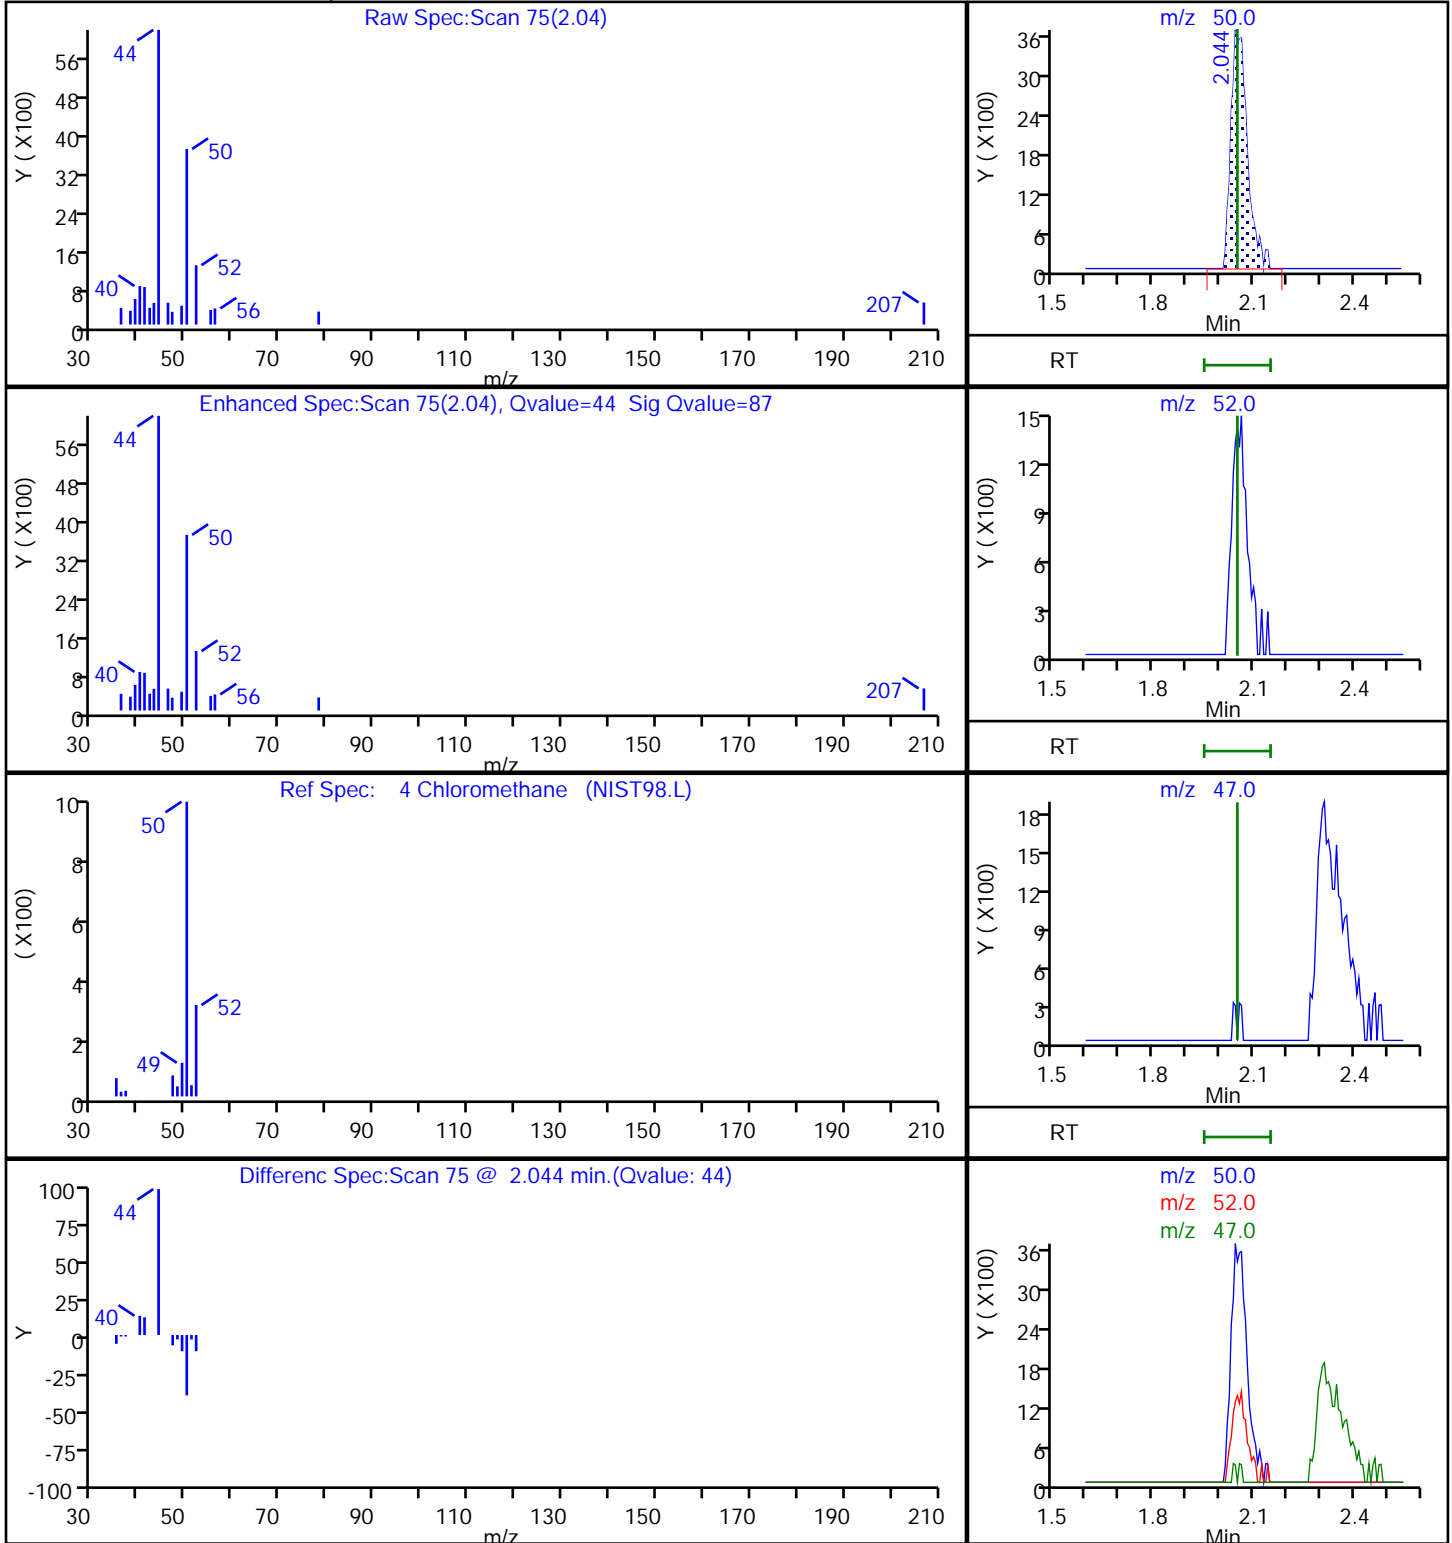 Raw Spec:Scan 75(2.04)
Y ( X100)
56
48
40
32
24
16
8
0
44
50
52
40
56
207
30 50 70 90 110 130 150 170 190 210
m/z
m/z 50.0
Y ( X100)
36
30
24
18
12
6
0
2.044
1.5 1.8 2.1 2.4
Min
RT
Enhanced Spec:Scan 75(2.04), Qvalue=44 Sig Qvalue=87
Y ( X100)
56
48
40
32
24
16
8
0
44
50
52
40
56
207
30 50 70 90 110 130 150 170 190 210
m/z
m/z 52.0
Y ( X100)
15
12
9
6
3
0
1.5 1.8 2.1 2.4
Min
RT
Ref Spec: 4 Chloromethane (NIST98.L)
( X100)
10
8
6
4
2
0
50
52
49
30 50 70 90 110 130 150 170 190 210
m/z 47.0
Y ( X100)
18
15
12
9
6
3
0
1.5 1.8 2.1 2.4
Min
RT
Differenc Spec:Scan 75 @ 2.044 min.(Qvalue: 44)
Y
100
75
50
25
0
-25
-50
-75
-100
44
40
30 50 70 90 110 130 150 170 190 210
m/z
m/z 50.0
m/z 52.0
m/z 47.0
Y ( X100)
36
30
24
18
12
6
0
1.5 1.8 2.1 2.4
Min